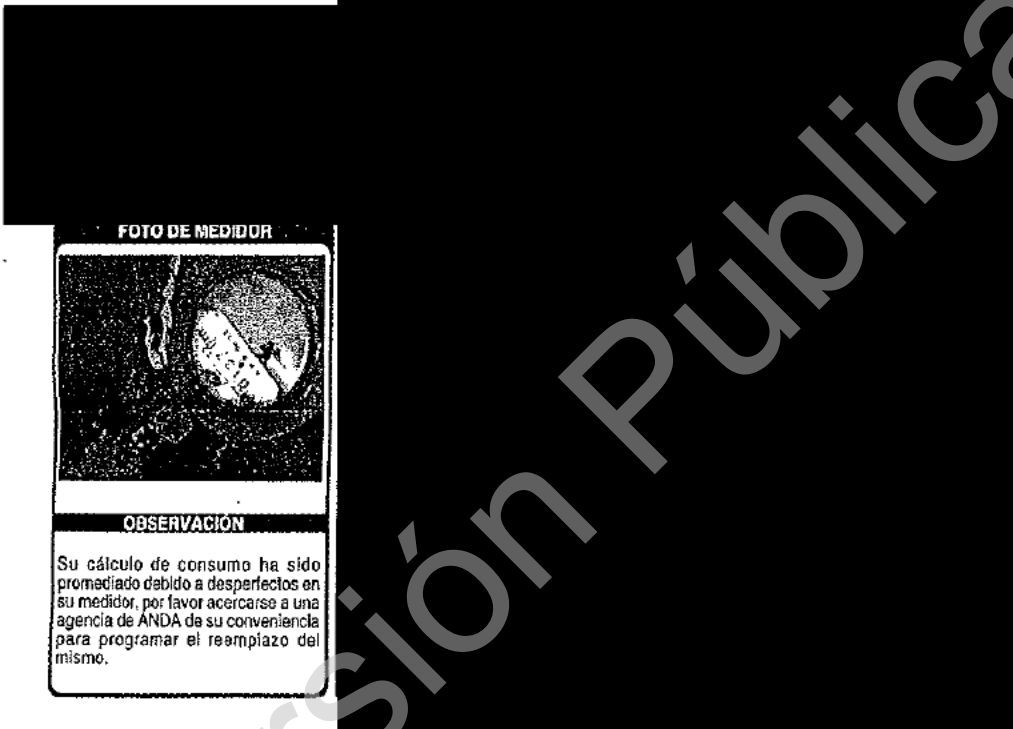 FOTO DE MEDIDOR
OBSERVACIÓN
Su cálculo de consumo ha sido
promediado debido a desperfectos en
su medidor, por favor acercarse a una
agencia de ANDA de su conveniencia
para programar el reemplazo del
mismo.
rsión Pública